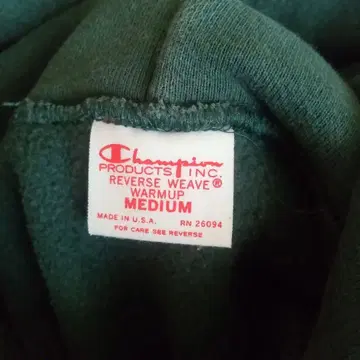 Champion
PRODUCTS INC.
REVERSE WEAVE®
WARMUP
MEDIUM
MADE IN U.S.A. RN 26094
FOR CARE SEE REVERSE